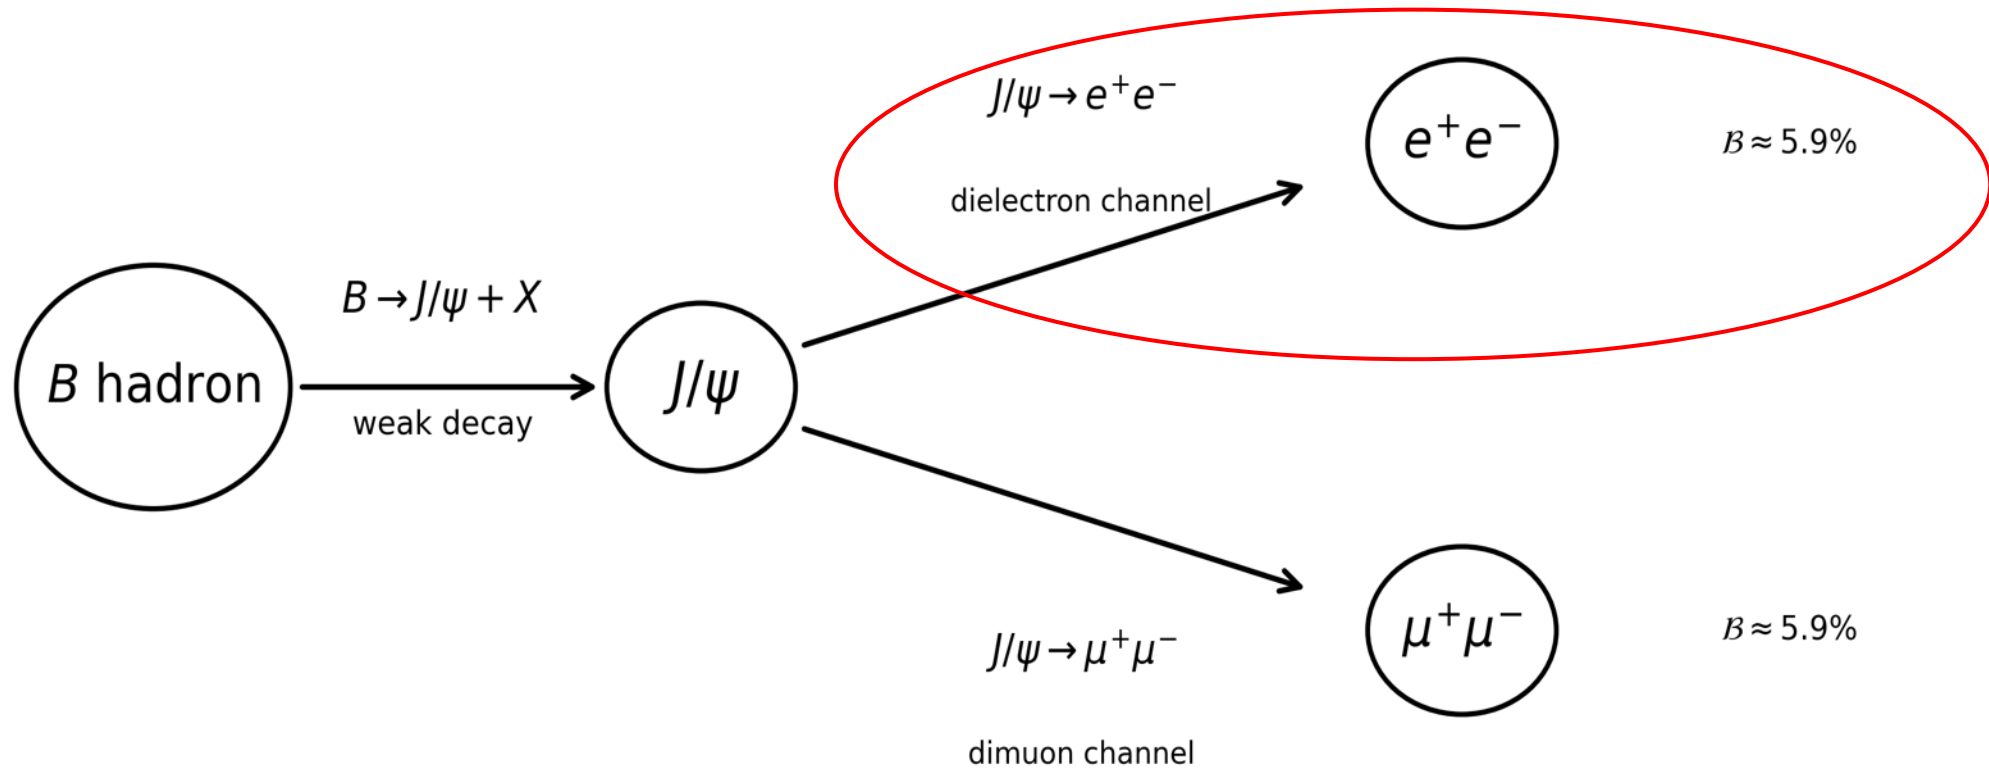 J/ψ → e⁺e⁻
e⁺e⁻
ℬ ≈ 5.9%
dielectron channel
B → J/ψ + X
B hadron
J/ψ
weak decay
μ⁺μ⁻
ℬ ≈ 5.9%
J/ψ → μ⁺μ⁻
dimuon channel